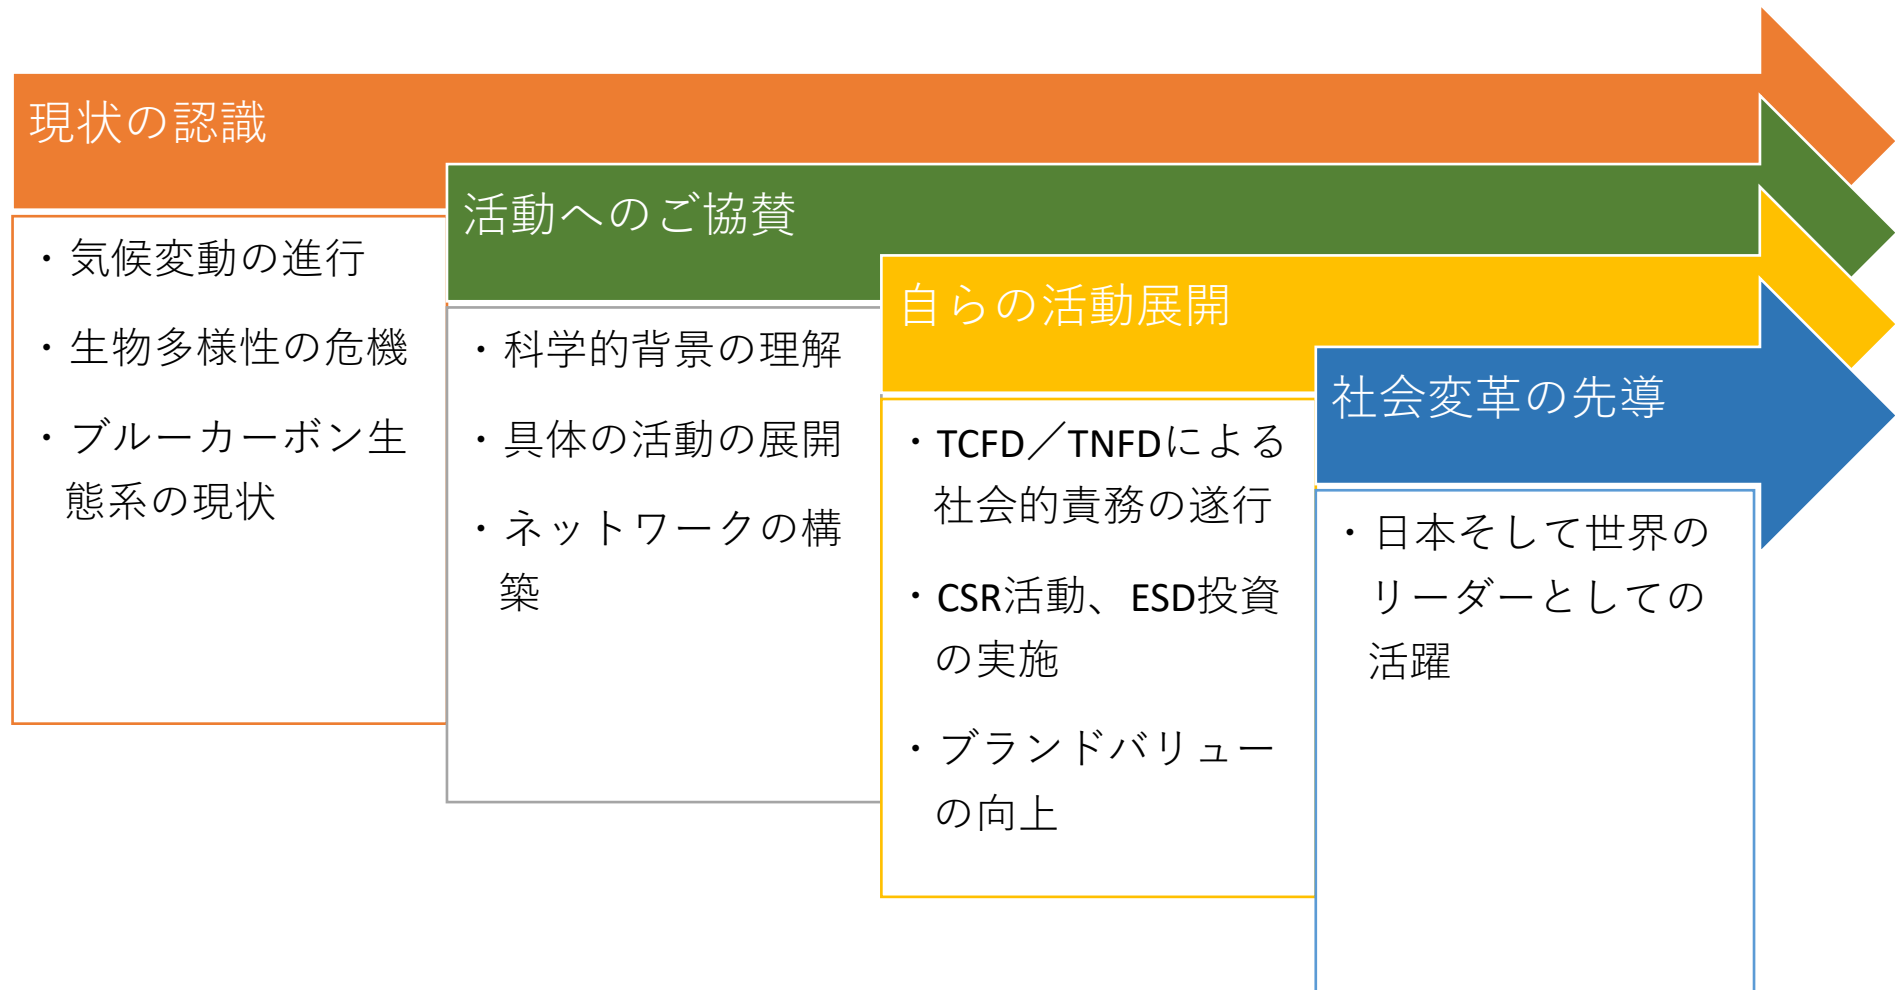 現状の認識
・気候変動の進行
・生物多様性の危機
・ブルーカーボン生
態系の現状
活動へのご協賛
・科学的背景の理解
・具体の活動の展開
・ネットワークの構
築
自らの活動展開
・TCFD／TNFDによる
社会的責務の遂行
・CSR活動、ESD投資
の実施
・ブランドバリュー
の向上
社会変革の先導
・日本そして世界の
リーダーとしての
活躍